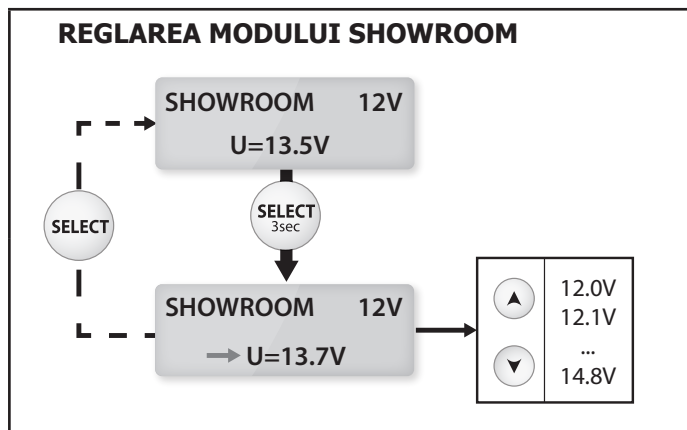 REGLAREA MODULUI SHOWROOM
SHOWROOM 12V
U=13.5V
SELECT
SELECT
3sec
SHOWROOM 12V
U=13.7V
12.0V
12.1V
...
14.8V